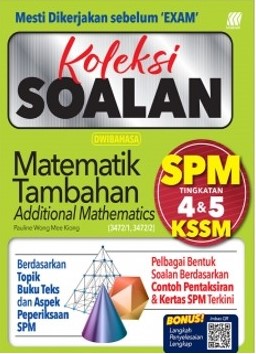 Mesti Dikerjakan sebelum 'EXAM'
Koleksi
SOALAN
DWIBAHASA
Matematik
Tambahan
Additional Mathematics
Pauline Wong Mee Kiong
(3472/1, 3472/2)
SPM
TINGKATAN
4 & 5
KSSM
Berdasarkan
Topik
Buku Teks
dan Aspek
Peperiksaan
SPM
Pelbagai Bentuk
Soalan Berdasarkan
Contoh Pentaksiran
& Kertas SPM Terkini
BONUS!
Langkah
Penyelesaian
Lengkap
Imbas QR